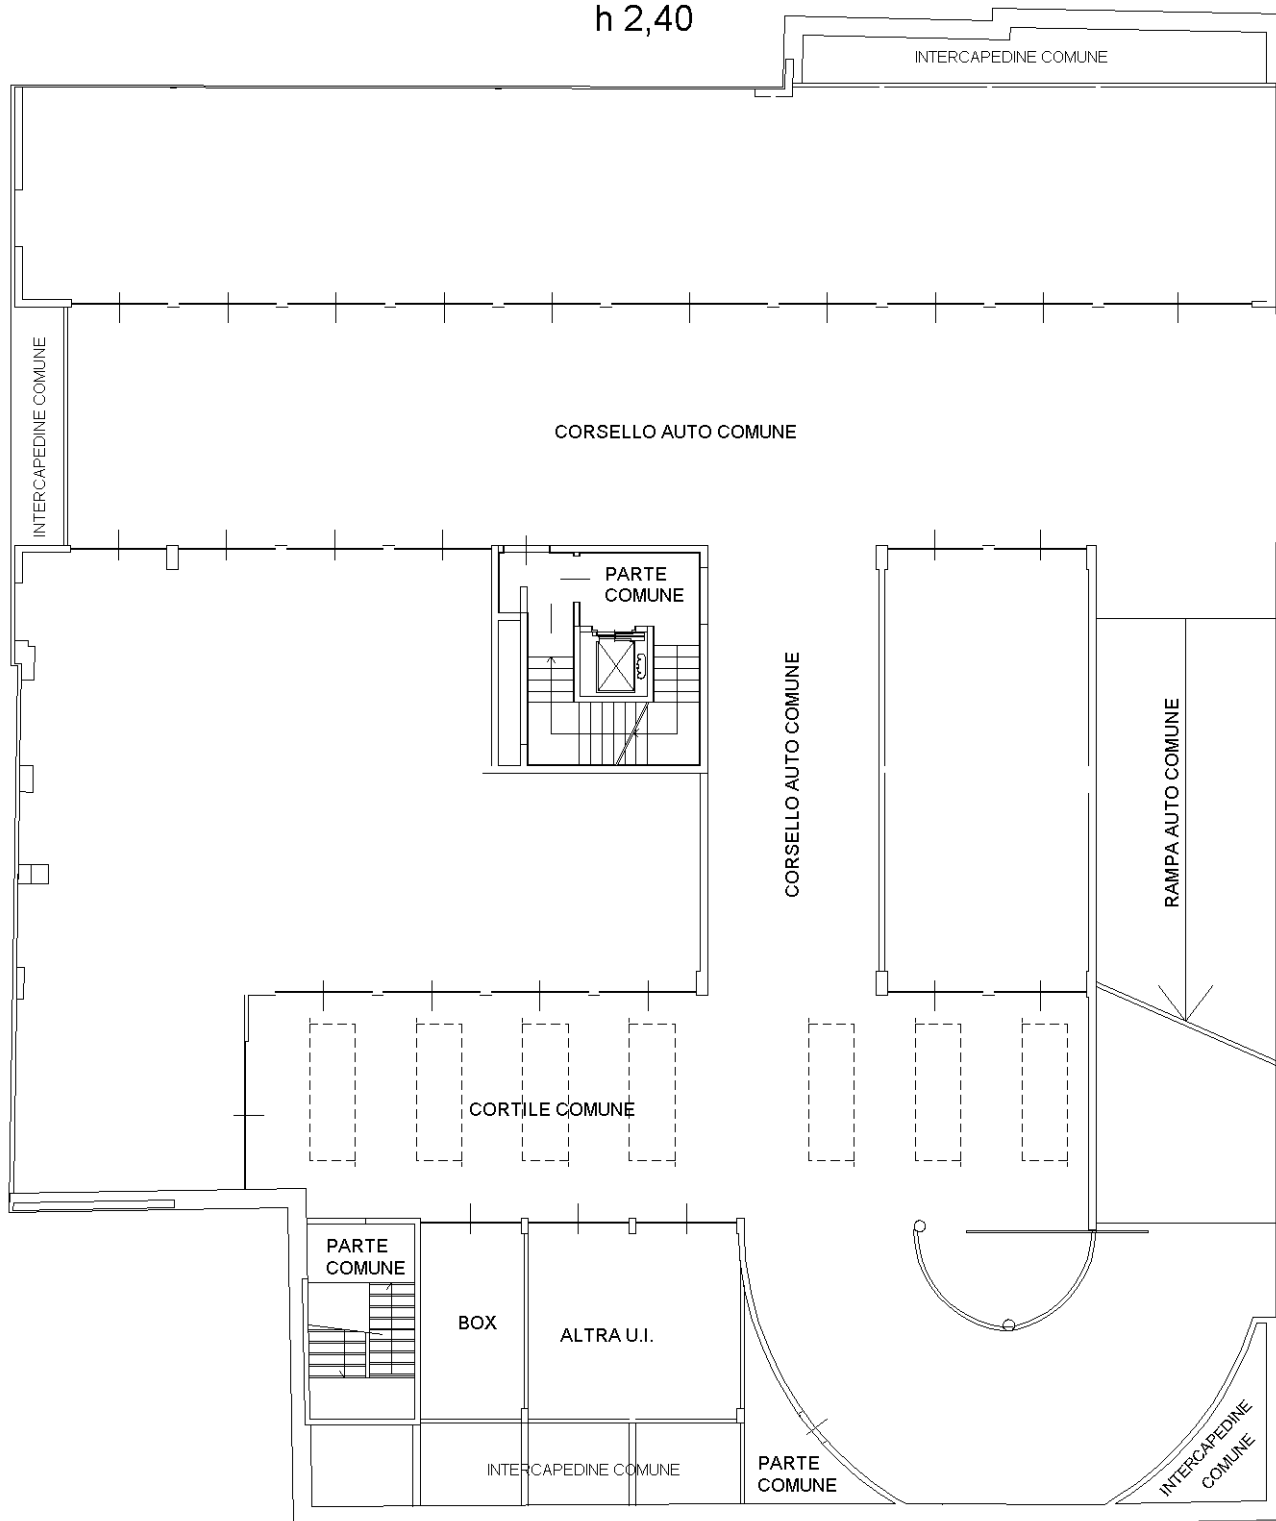 h 2,40
INTERCAPEDINE COMUNE
INTERCAPEDINE COMUNE
CORSELLO AUTO COMUNE
PARTE
COMUNE
CORSELLO AUTO COMUNE
RAMPA AUTO COMUNE
CORTILE COMUNE
PARTE
COMUNE
BOX
ALTRA U.I.
INTERCAPEDINE COMUNE
PARTE
COMUNE
INTERCAPEDINE
COMUNE